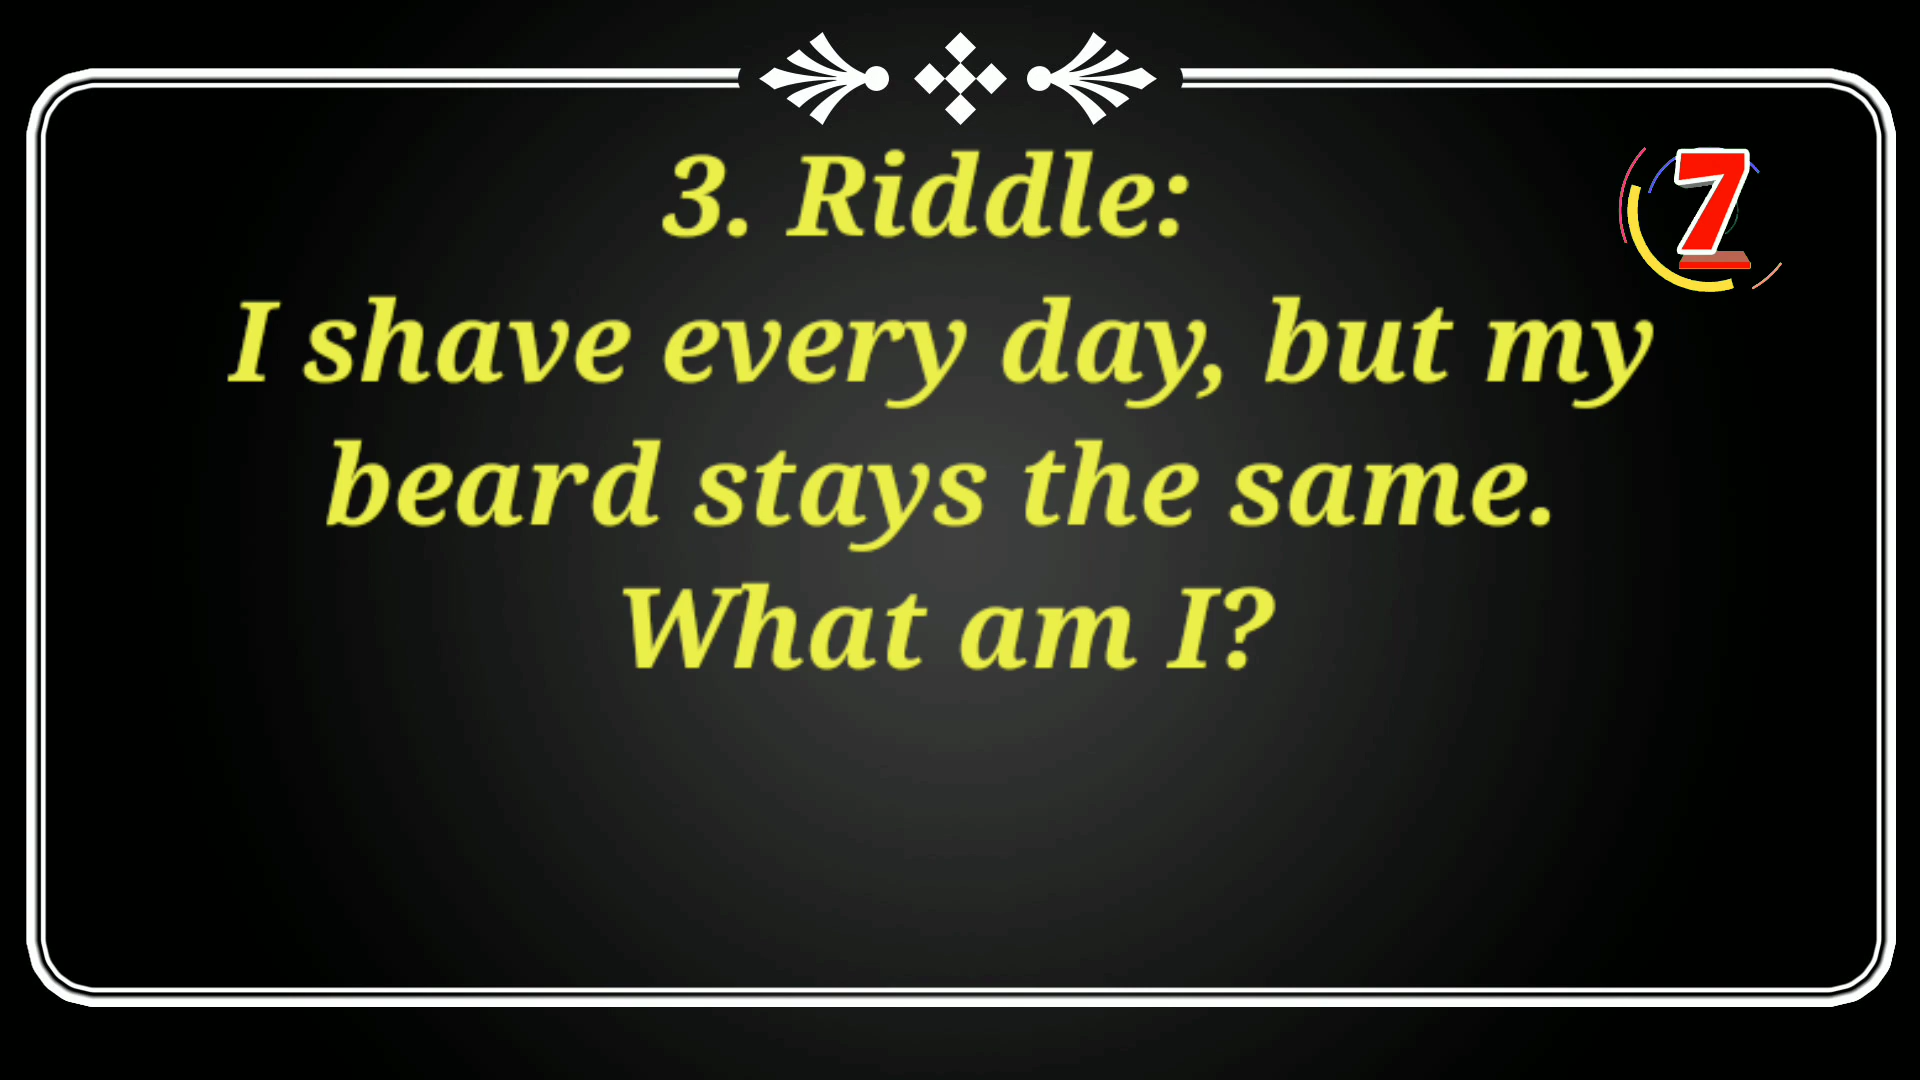 3. Riddle:
7
I shave every day, but my
beard stays the same.
What am I?